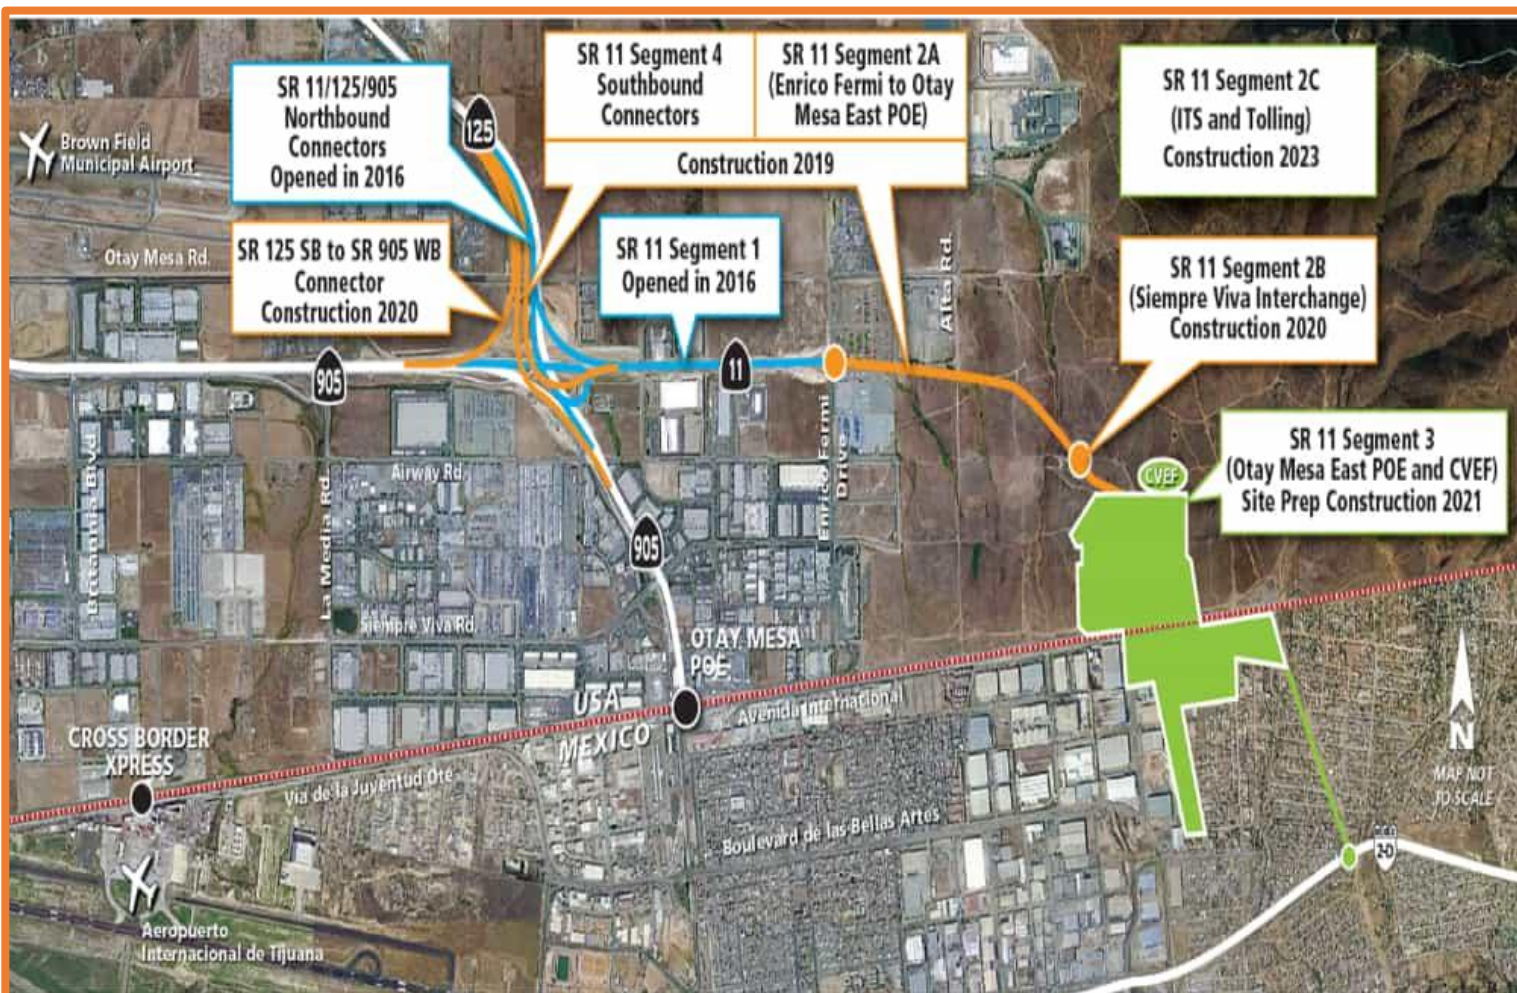 SR 11/125/905
Northbound
Connectors
Opened in 2016
125
SR 11 Segment 4
Southbound
Connectors
SR 11 Segment 2A
(Enrico Fermi to Otay
Mesa East POE)
Construction 2019
SR 11 Segment 2C
(ITS and Tolling)
Construction 2023
Brown Field
Municipal Airport
Otay Mesa Rd.
SR 125 SB to SR 905 WB
Connector
Construction 2020
SR 11 Segment 1
Opened in 2016
Alta Rd.
SR 11 Segment 2B
(Siempre Viva Interchange)
Construction 2020
905
11
Enrico Fermi
Drive
SR 11 Segment 3
(Otay Mesa East POE and CVEF)
Site Prep Construction 2021
CVEF
Britannia Blvd.
La Media Rd.
Airway Rd.
905
Siempre Viva Rd.
OTAY MESA
POE
USA
MEXICO
Avenida International
CROSS BORDER
XPRESS
Via de la Juventud Ote
Boulevard de las Bellas Artes
N
MAP NOT
TO SCALE
2-D
Aeropuerto
Internacional de Tijuana